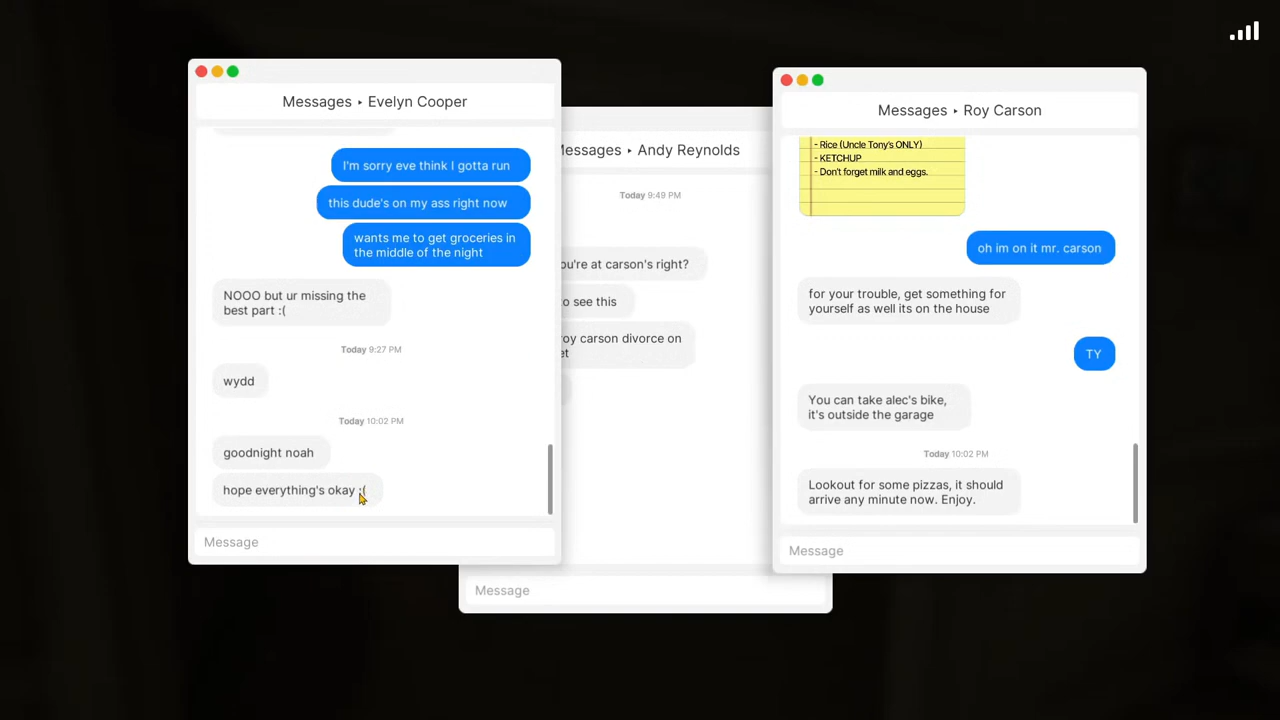 Messages ▸ Evelyn Cooper
I'm sorry eve think I gotta run
this dude's on my ass right now
wants me to get groceries in
the middle of the night
NOOO but ur missing the
best part :(
Today 9:27 PM
wydd
Today 10:02 PM
goodnight noah
hope everything's okay :(
Message
Messages ▸ Andy Reynolds
Today 9:49 PM
at carson's right?
to see this
roy carson divorce on
Message
Messages ▸ Roy Carson
- Rice (Uncle Tony's ONLY)
- KETCHUP
- Don't forget milk and eggs.
oh im on it mr. carson
for your trouble, get something for
yourself as well its on the house
TY
You can take alec's bike,
it's outside the garage
Today 10:02 PM
Lookout for some pizzas, it should
arrive any minute now. Enjoy.
Message